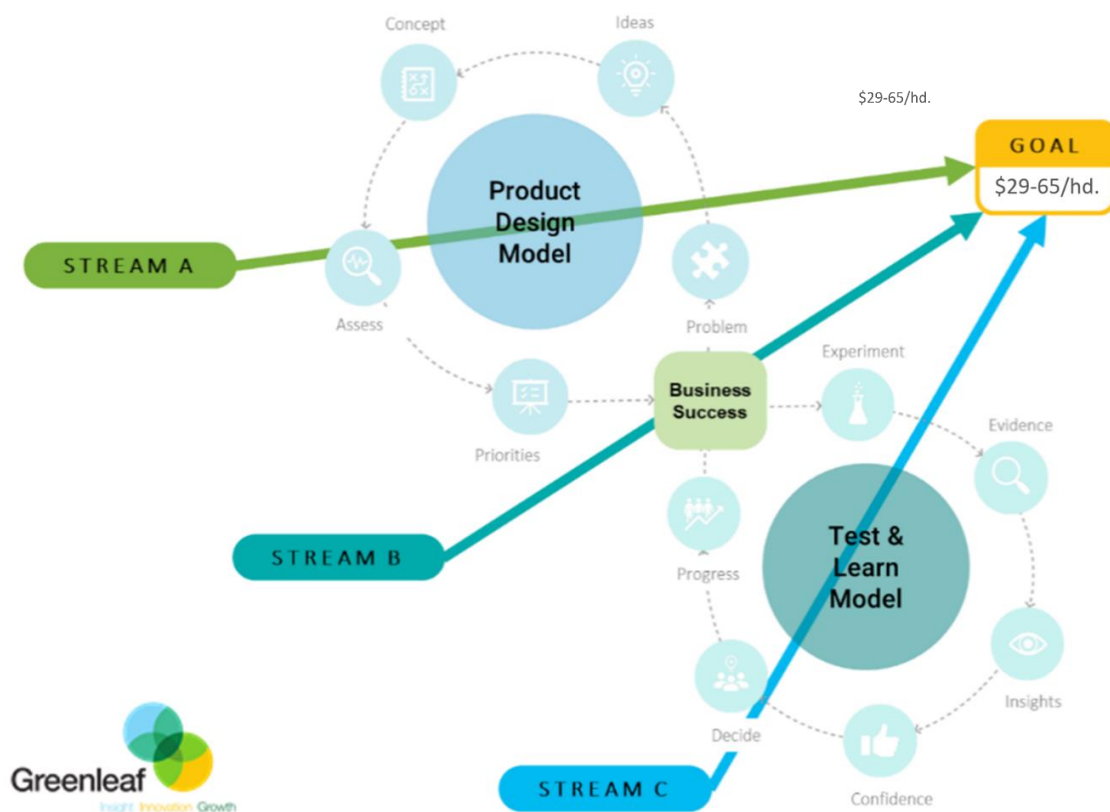 Concept
Ideas
$29-65/hd.
GOAL
$29-65/hd.
Product
Design
Model
STREAM A
Assess
Problem
Experiment
Business
Success
Evidence
Priorities
STREAM B
Test &
Learn
Model
Progress
Insights
Decide
Greenleaf
Insight Innovation Growth
STREAM C
Confidence